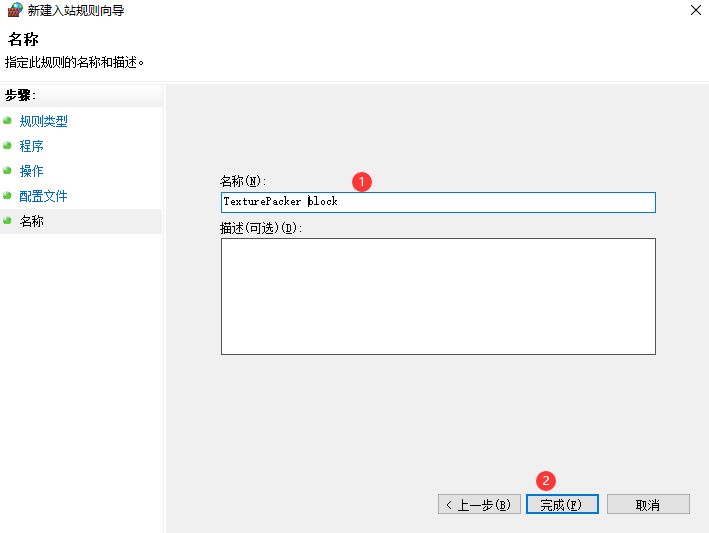 新建入站规则向导
名称
指定此规则的名称和描述。
步骤:
规则类型
程序
操作
配置文件
名称
名称(N):
1
TexturePacker block
描述(可选)(D):
2
< 上一步(B)
完成(F)
取消